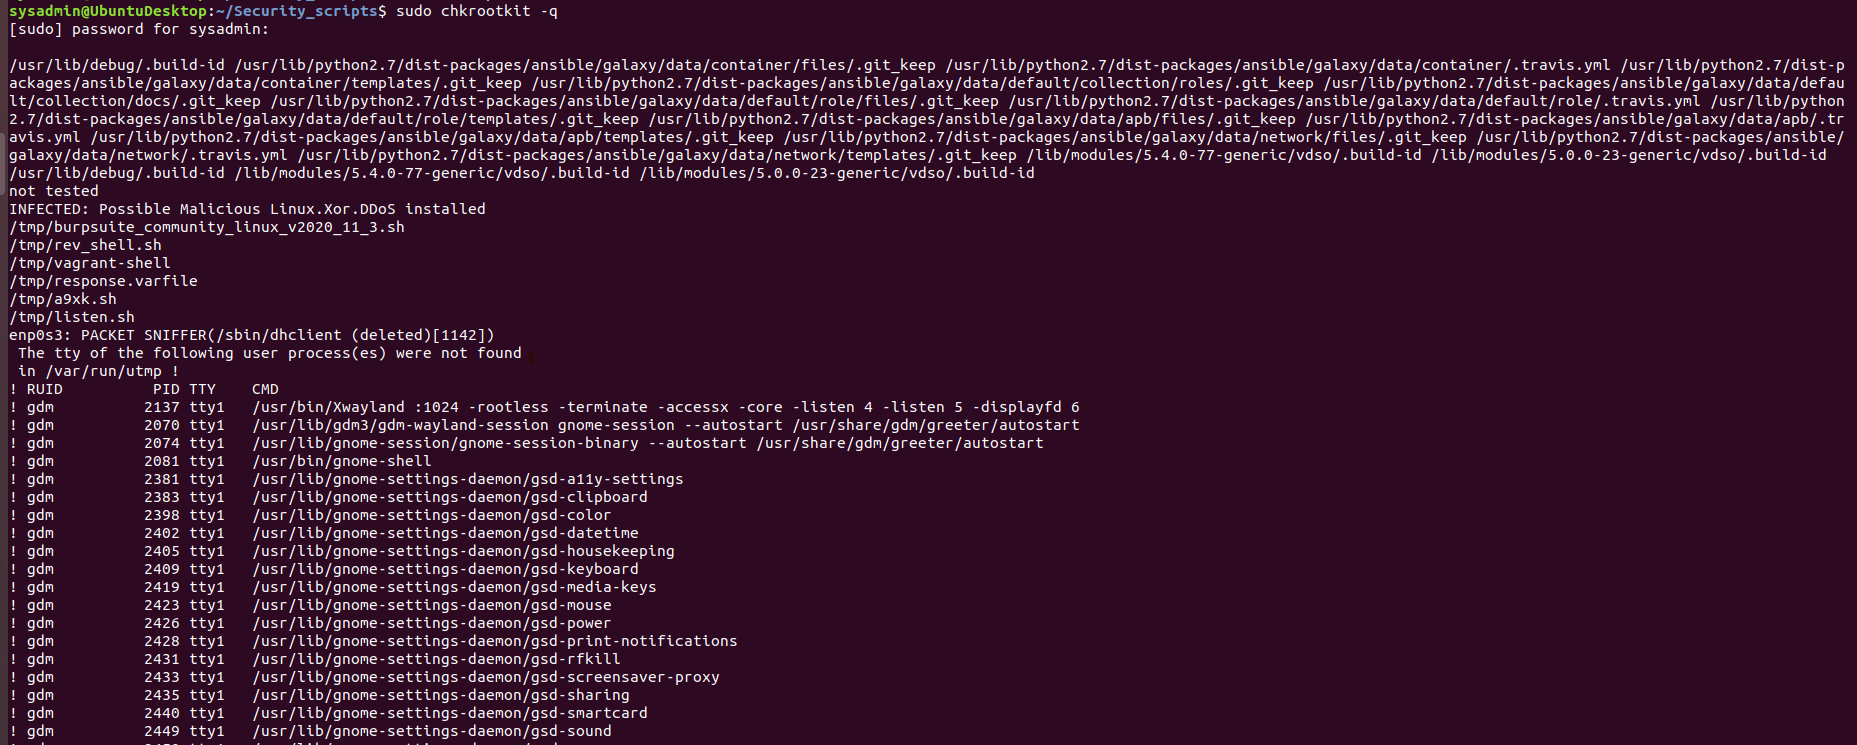 sysadmin@UbuntuDesktop:~/Security_scripts$ sudo chkrootkit -q
[sudo] password for sysadmin:
/usr/lib/debug/.build-id /usr/lib/python2.7/dist-packages/ansible/galaxy/data/container/files/.git_keep /usr/lib/python2.7/dist-packages/ansible/galaxy/data/container/.travis.yml /usr/lib/python2.7/dist-p
ackages/ansible/galaxy/data/container/templates/.git_keep /usr/lib/python2.7/dist-packages/ansible/galaxy/data/default/collection/roles/.git_keep /usr/lib/python2.7/dist-packages/ansible/galaxy/data/defau
lt/collection/docs/.git_keep /usr/lib/python2.7/dist-packages/ansible/galaxy/data/default/role/files/.git_keep /usr/lib/python2.7/dist-packages/ansible/galaxy/data/default/role/.travis.yml /usr/lib/python
2.7/dist-packages/ansible/galaxy/data/default/role/templates/.git_keep /usr/lib/python2.7/dist-packages/ansible/galaxy/data/apb/files/.git_keep /usr/lib/python2.7/dist-packages/ansible/galaxy/data/apb/.tr
avis.yml /usr/lib/python2.7/dist-packages/ansible/galaxy/data/apb/templates/.git_keep /usr/lib/python2.7/dist-packages/ansible/galaxy/data/network/files/.git_keep /usr/lib/python2.7/dist-packages/ansible/
galaxy/data/network/.travis.yml /usr/lib/python2.7/dist-packages/ansible/galaxy/data/network/templates/.git_keep /lib/modules/5.4.0-77-generic/vdso/.build-id /lib/modules/5.0.0-23-generic/vdso/.build-id
/usr/lib/debug/.build-id /lib/modules/5.4.0-77-generic/vdso/.build-id /lib/modules/5.0.0-23-generic/vdso/.build-id
not tested
INFECTED: Possible Malicious Linux.Xor.DDoS installed
/tmp/burpsuite_community_linux_v2020_11_3.sh
/tmp/rev_shell.sh
/tmp/vagrant-shell
/tmp/response.varfile
/tmp/a9xk.sh
/tmp/listen.sh
enp0s3: PACKET SNIFFER(/sbin/dhclient (deleted)[1142])
 The tty of the following user process(es) were not found
 in /var/run/utmp !
! RUID          PID TTY    CMD
! gdm          2137 tty1   /usr/bin/Xwayland :1024 -rootless -terminate -accessx -core -listen 4 -listen 5 -displayfd 6
! gdm          2070 tty1   /usr/lib/gdm3/gdm-wayland-session gnome-session --autostart /usr/share/gdm/greeter/autostart
! gdm          2074 tty1   /usr/lib/gnome-session/gnome-session-binary --autostart /usr/share/gdm/greeter/autostart
! gdm          2081 tty1   /usr/bin/gnome-shell
! gdm          2381 tty1   /usr/lib/gnome-settings-daemon/gsd-a11y-settings
! gdm          2383 tty1   /usr/lib/gnome-settings-daemon/gsd-clipboard
! gdm          2398 tty1   /usr/lib/gnome-settings-daemon/gsd-color
! gdm          2402 tty1   /usr/lib/gnome-settings-daemon/gsd-datetime
! gdm          2405 tty1   /usr/lib/gnome-settings-daemon/gsd-housekeeping
! gdm          2409 tty1   /usr/lib/gnome-settings-daemon/gsd-keyboard
! gdm          2419 tty1   /usr/lib/gnome-settings-daemon/gsd-media-keys
! gdm          2423 tty1   /usr/lib/gnome-settings-daemon/gsd-mouse
! gdm          2426 tty1   /usr/lib/gnome-settings-daemon/gsd-power
! gdm          2428 tty1   /usr/lib/gnome-settings-daemon/gsd-print-notifications
! gdm          2431 tty1   /usr/lib/gnome-settings-daemon/gsd-rfkill
! gdm          2433 tty1   /usr/lib/gnome-settings-daemon/gsd-screensaver-proxy
! gdm          2435 tty1   /usr/lib/gnome-settings-daemon/gsd-sharing
! gdm          2440 tty1   /usr/lib/gnome-settings-daemon/gsd-smartcard
! gdm          2449 tty1   /usr/lib/gnome-settings-daemon/gsd-sound